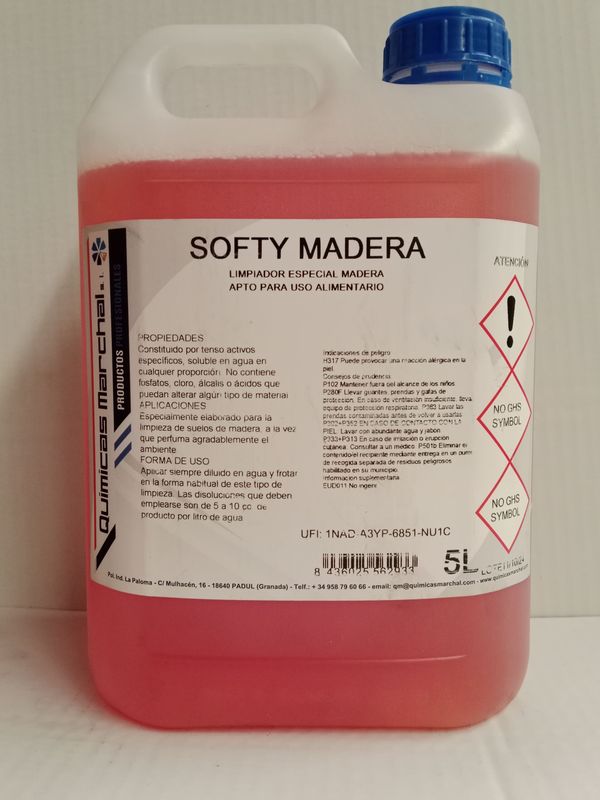 SOFTY MADERA
LIMPIADOR ESPECIAL MADERA
APTO PARA USO ALIMENTARIO
Químicas Marchal s.l.
PRODUCTOS PROFESIONALES
PROPIEDADES
Constituido por tenso activos
específicos, soluble en agua en
cualquier proporción. No contiene
fosfatos, cloro, álcalis o ácidos que
puedan alterar algún tipo de material
APLICACIONES
Especialmente elaborado para la
limpieza de suelos de madera, a la vez
que perfuma agradablemente el
ambiente
FORMA DE USO
Aplicar siempre diluido en agua y frotar
en la forma habitual de este tipo de
limpieza. Las disoluciones que deben
emplearse son de 5 a 10 cc. de
producto por litro de agua
Indicaciones de peligro
H317 Puede provocar una reacción alérgica en la
piel
Consejos de prudencia
P102 Mantener fuera del alcance de los niños
P280F Llevar guantes, prendas y gafas de
protección. En caso de ventilación insuficiente, lleva
equipo de protección respiratoria. P363 Lavar las
prendas contaminadas antes de volver a usarlas
P302+P352 EN CASO DE CONTACTO CON LA
PIEL: Lavar con abundante agua y jabón
P333+P313 En caso de irritación o erupción
cutánea: Consultar a un médico. P501b Eliminar el
contenido/el recipiente mediante entrega en un punto
de recogida separada de residuos peligrosos
habilitado en su municipio.
Información suplementaria
No ingerir
ATENCIÓN
!
NO GHS
SYMBOL
NO GHS
SYMBOL
UFI: 1NAD-A3YP-6851-NU1C
8 436025 562933
5L
Pol. Ind. La Paloma - C/ Mulhacén, 16 - 18640 PADUL (Granada) - Telf.: + 34 958 79 60 66 - email: qm@quimicasmarchal.com - www.quimicasmarchal.com